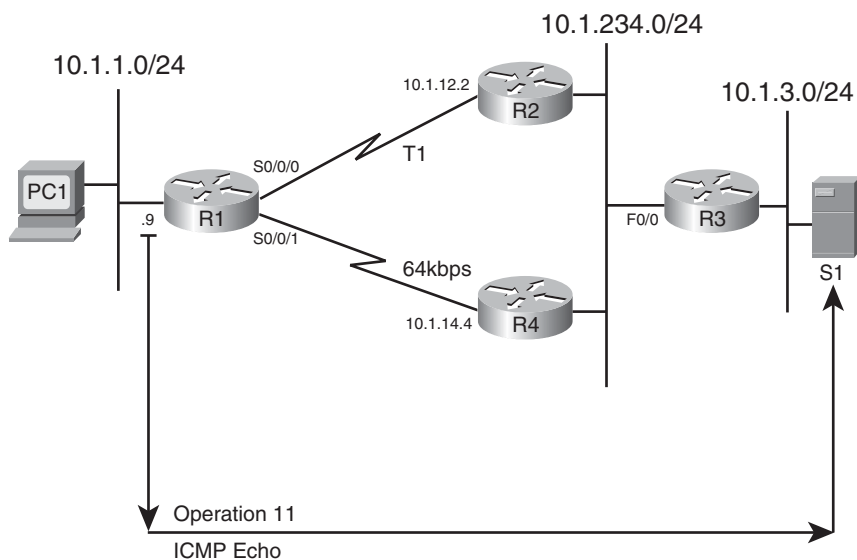 10.1.234.0/24
10.1.1.0/24
10.1.3.0/24
10.1.12.2
R2
T1
S0/0/0
PC1
.9
R1
F0/0
R3
S0/0/1
64kbps
S1
10.1.14.4
R4
Operation 11
ICMP Echo